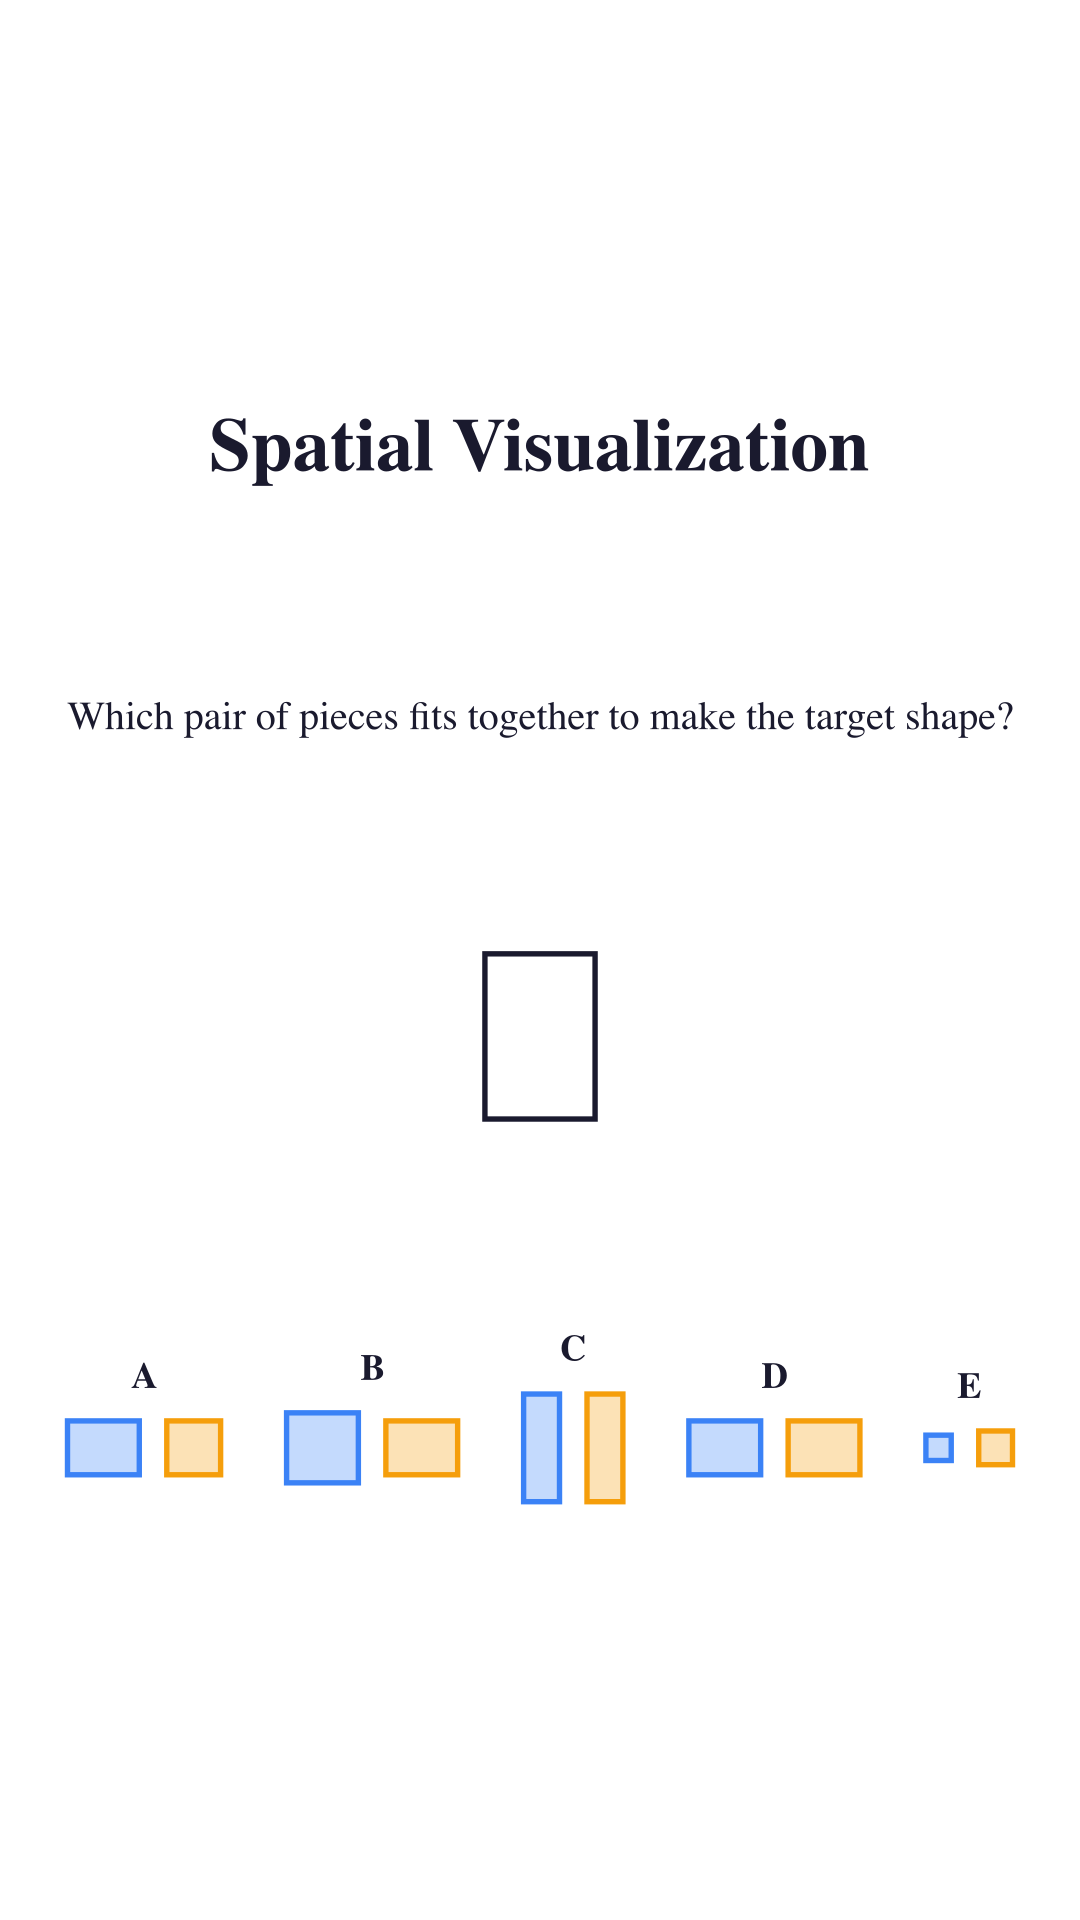 Spatial Visualization
Which pair of pieces fits together to make the target shape?
A B C D E